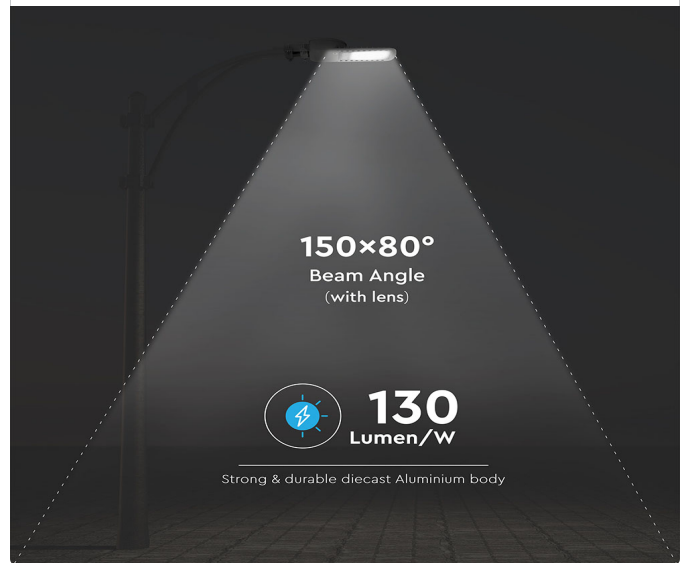 150×80°
Beam Angle
(with lens)
130
Lumen/W
Strong & durable diecast Aluminium body